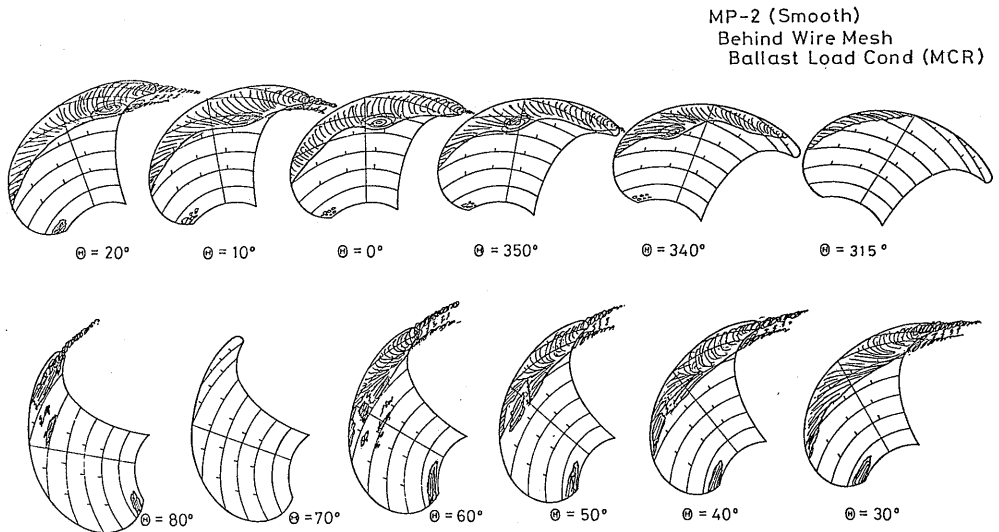 MP-2 (Smooth)
Behind Wire Mesh
Ballast Load Cond (MCR)
Θ = 20°
Θ = 10°
Θ = 0°
Θ = 350°
Θ = 340°
Θ = 315°
Θ = 80°
Θ = 70°
Θ = 60°
Θ = 50°
Θ = 40°
Θ = 30°